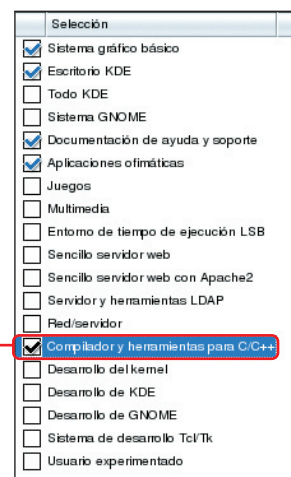 Selección
Sistema gráfico básico
Escritorio KDE
Todo KDE
Sistema GNOME
Documentación de ayuda y soporte
Aplicaciones ofimáticas
Juegos
Multimedia
Entorno de tiempo de ejecución LSB
Sencillo servidor web
Sencillo servidor web con Apache2
Servidor y herramientas LDAP
Red/servidor
Compilador y herramientas para C/C++
Desarrollo del kernel
Desarrollo de KDE
Desarrollo de GNOME
Sistema de desarrollo Tcl/Tk
Usuario experimentado